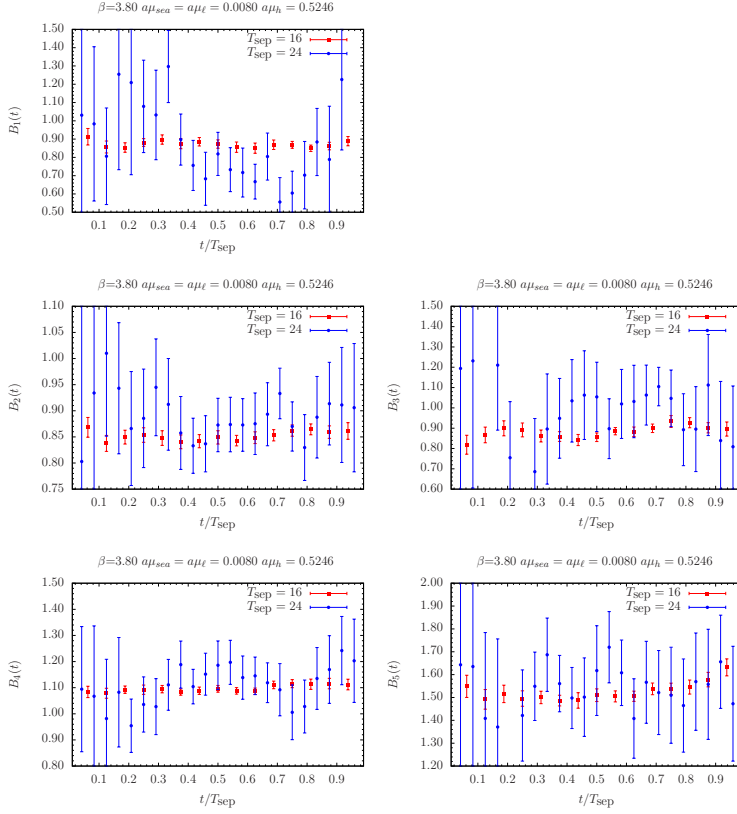 β=3.80 aμsea = aμℓ = 0.0080 aμh = 0.5246
Tsep = 16
Tsep = 24
B1(t)
1.50
1.40
1.30
1.20
1.10
1.00
0.90
0.80
0.70
0.60
0.50
0.1 0.2 0.3 0.4 0.5 0.6 0.7 0.8 0.9
t/Tsep
β=3.80 aμsea = aμℓ = 0.0080 aμh = 0.5246
Tsep = 16
Tsep = 24
B2(t)
1.10
1.05
1.00
0.95
0.90
0.85
0.80
0.75
0.1 0.2 0.3 0.4 0.5 0.6 0.7 0.8 0.9
t/Tsep
β=3.80 aμsea = aμℓ = 0.0080 aμh = 0.5246
Tsep = 16
Tsep = 24
B3(t)
1.50
1.40
1.30
1.20
1.10
1.00
0.90
0.80
0.70
0.60
0.1 0.2 0.3 0.4 0.5 0.6 0.7 0.8 0.9
t/Tsep
β=3.80 aμsea = aμℓ = 0.0080 aμh = 0.5246
Tsep = 16
Tsep = 24
B4(t)
1.50
1.40
1.30
1.20
1.10
1.00
0.90
0.80
0.1 0.2 0.3 0.4 0.5 0.6 0.7 0.8 0.9
t/Tsep
β=3.80 aμsea = aμℓ = 0.0080 aμh = 0.5246
Tsep = 16
Tsep = 24
B5(t)
2.00
1.90
1.80
1.70
1.60
1.50
1.40
1.30
1.20
0.1 0.2 0.3 0.4 0.5 0.6 0.7 0.8 0.9
t/Tsep